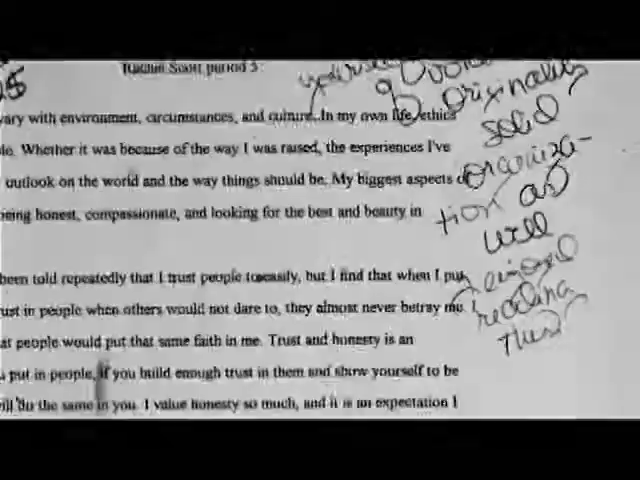 Rachel Scott period 5
originality
vary with environment, circumstances, and culture. In my own life, ethics
solid
le. Whether it was because of the way I was raised, the experiences I've
organiza-
outlook on the world and the way things should be. My biggest aspects o
tion as
being honest, compassionate, and looking for the best and beauty in
well
been told repeatedly that I trust people too easily, but I find that when I put
I enjoyed
rust in people when others would not dare to, they almost never betray me. I
reading
at people would put that same faith in me. Trust and honesty is an
this!
u put in people, if you build enough trust in them and show yourself to be
will do the same in you. I value honesty so much, and it is an expectation I